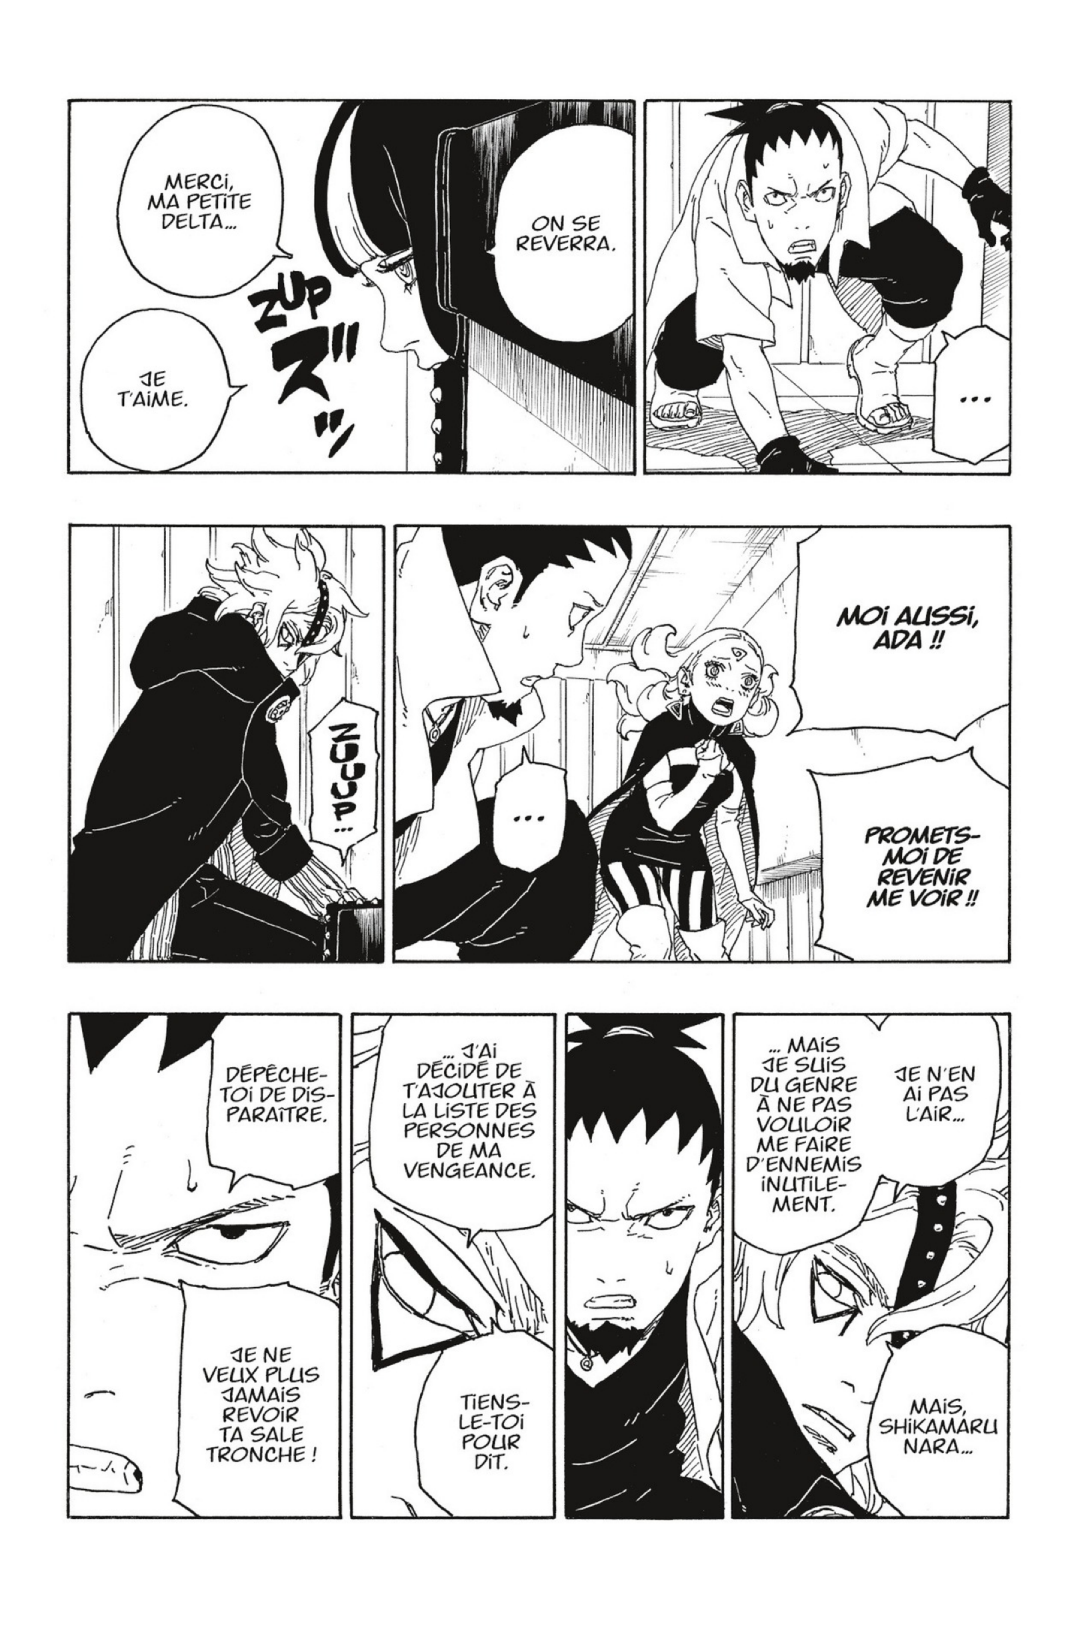 ...
ON SE
REVERRA.
MERCI,
MA PETITE
DELTA...
ZUP
ズッ
JE
T'AIME.
MOI AUSSI,
ADA !!
PROMETS-
MOI DE
REVENIR
ME VOIR !!
...
ZUUUP...
JE N'EN
AI PAS
L'AIR...
... MAIS
JE SUIS
DU GENRE
À NE PAS
VOULOIR
ME FAIRE
D'ENNEMIS
INUTILE-
MENT.
MAIS,
SHIKAMARU
NARA...
... J'AI
DÉCIDÉ DE
T'AJOUTER À
LA LISTE DES
PERSONNES
DE MA
VENGEANCE.
TIENS-
LE-TOI
POUR
DIT.
DÉPÊCHE-
TOI DE DIS-
PARAÎTRE.
JE NE
VEUX PLUS
JAMAIS
REVOIR
TA SALE
TRONCHE !